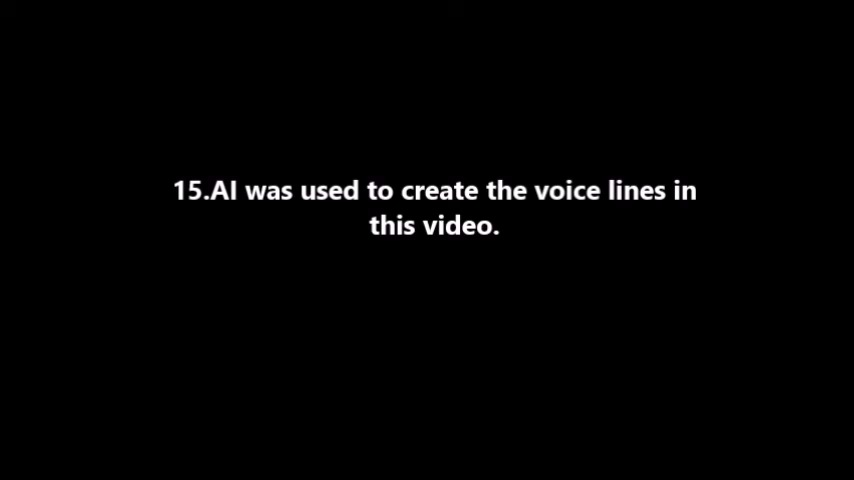 15.AI was used to create the voice lines in
this video.